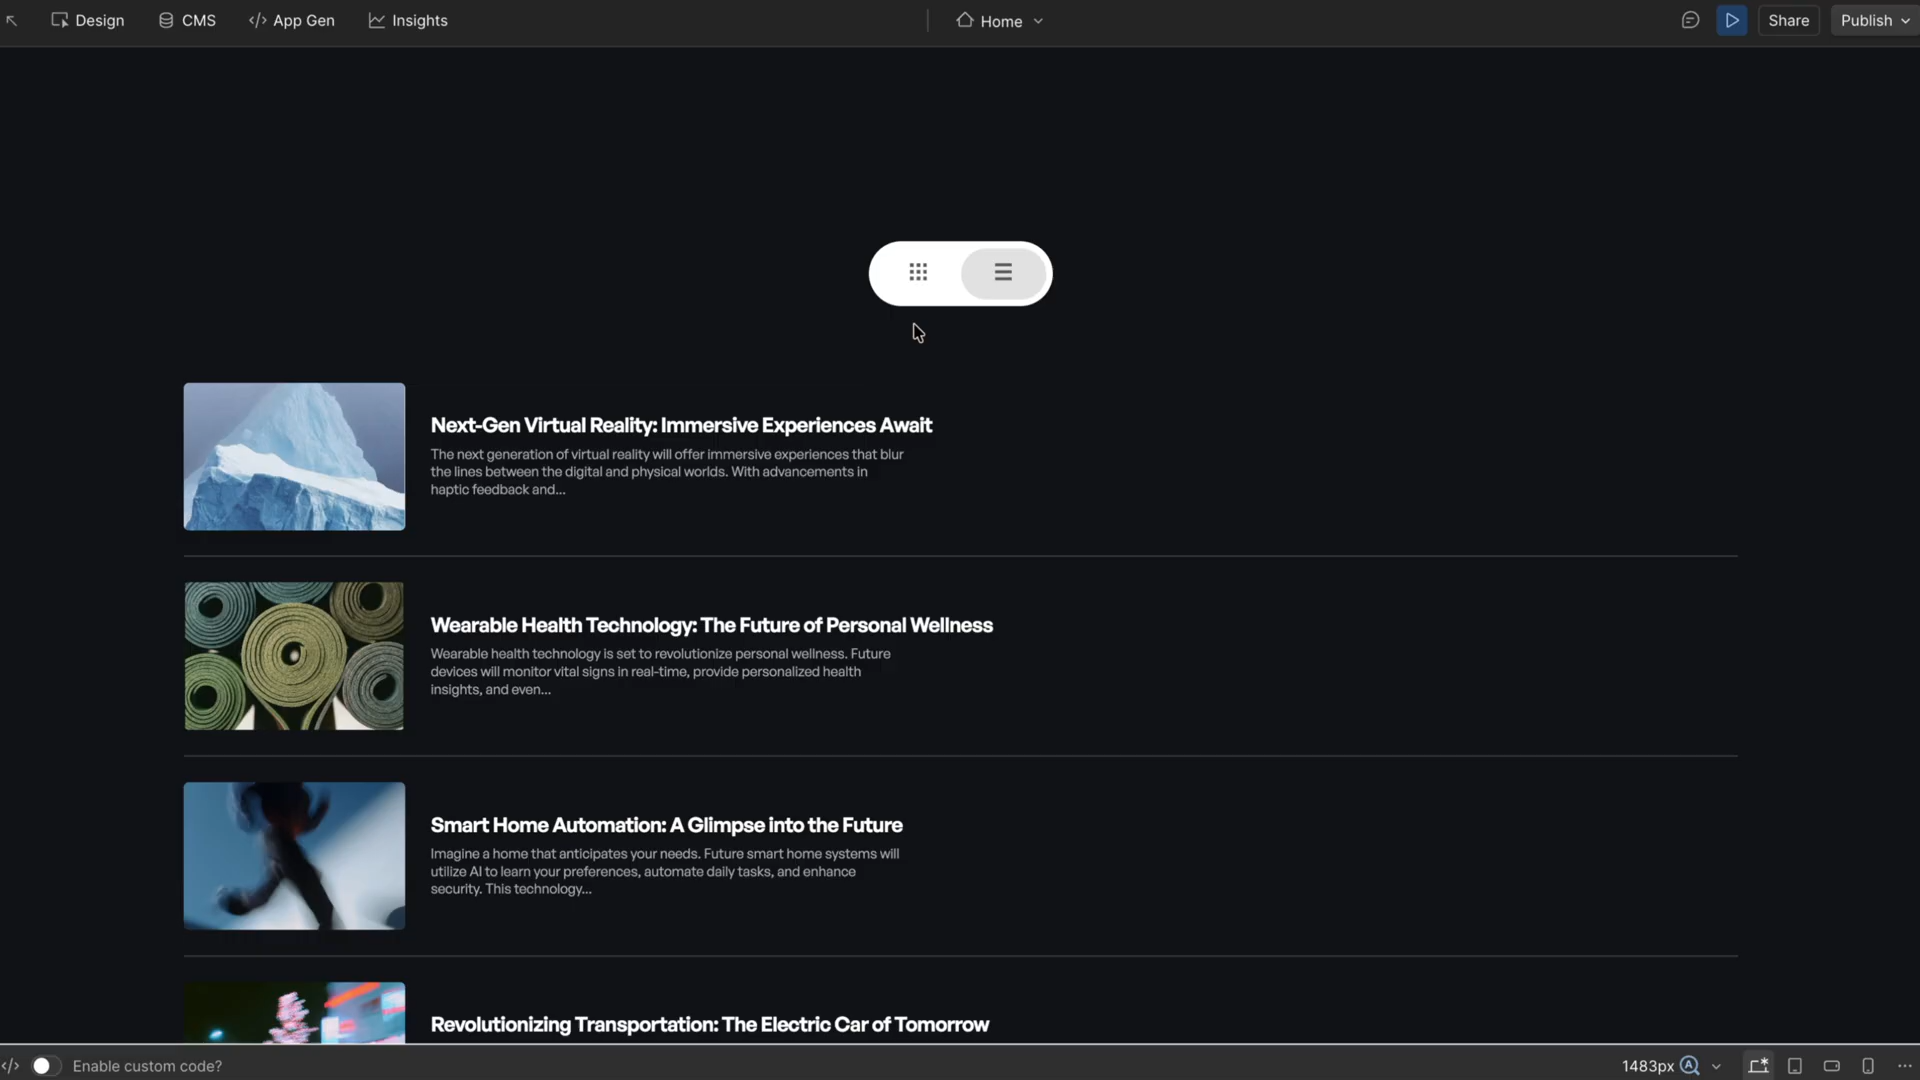 Design
CMS
App Gen
Insights
Home
Share
Publish
Next-Gen Virtual Reality: Immersive Experiences Await
The next generation of virtual reality will offer immersive experiences that blur
the lines between the digital and physical worlds. With advancements in
haptic feedback and...
Wearable Health Technology: The Future of Personal Wellness
Wearable health technology is set to revolutionize personal wellness. Future
devices will monitor vital signs in real-time, provide personalized health
insights, and even...
Smart Home Automation: A Glimpse into the Future
Imagine a home that anticipates your needs. Future smart home systems will
utilize AI to learn your preferences, automate daily tasks, and enhance
security. This technology...
Revolutionizing Transportation: The Electric Car of Tomorrow
Enable custom code?
1483px